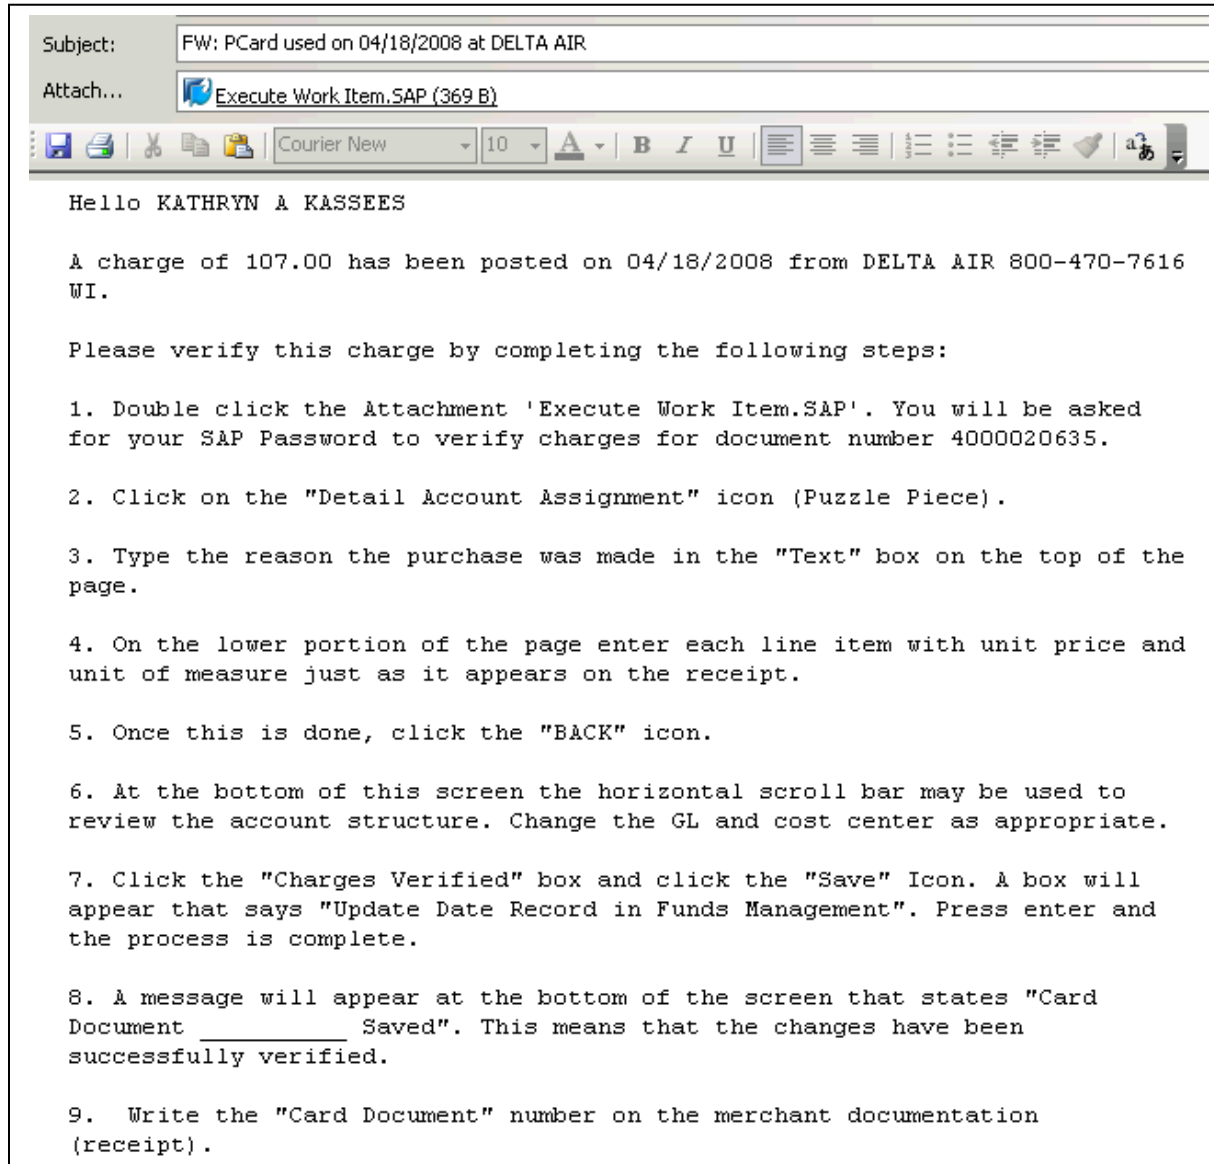 Subject: FW: PCard used on 04/18/2008 at DELTA AIR
Attach... Execute Work Item.SAP (369 B)
Courier New 10 A B I U
Hello KATHRYN A KASSEES
A charge of 107.00 has been posted on 04/18/2008 from DELTA AIR 800-470-7616
WI.
Please verify this charge by completing the following steps:
1. Double click the Attachment 'Execute Work Item.SAP'. You will be asked
for your SAP Password to verify charges for document number 4000020635.
2. Click on the "Detail Account Assignment" icon (Puzzle Piece).
3. Type the reason the purchase was made in the "Text" box on the top of the
page.
4. On the lower portion of the page enter each line item with unit price and
unit of measure just as it appears on the receipt.
5. Once this is done, click the "BACK" icon.
6. At the bottom of this screen the horizontal scroll bar may be used to
review the account structure. Change the GL and cost center as appropriate.
7. Click the "Charges Verified" box and click the "Save" Icon. A box will
appear that says "Update Date Record in Funds Management". Press enter and
the process is complete.
8. A message will appear at the bottom of the screen that states "Card
Document ___________ Saved". This means that the changes have been
successfully verified.
9. Write the "Card Document" number on the merchant documentation
(receipt).